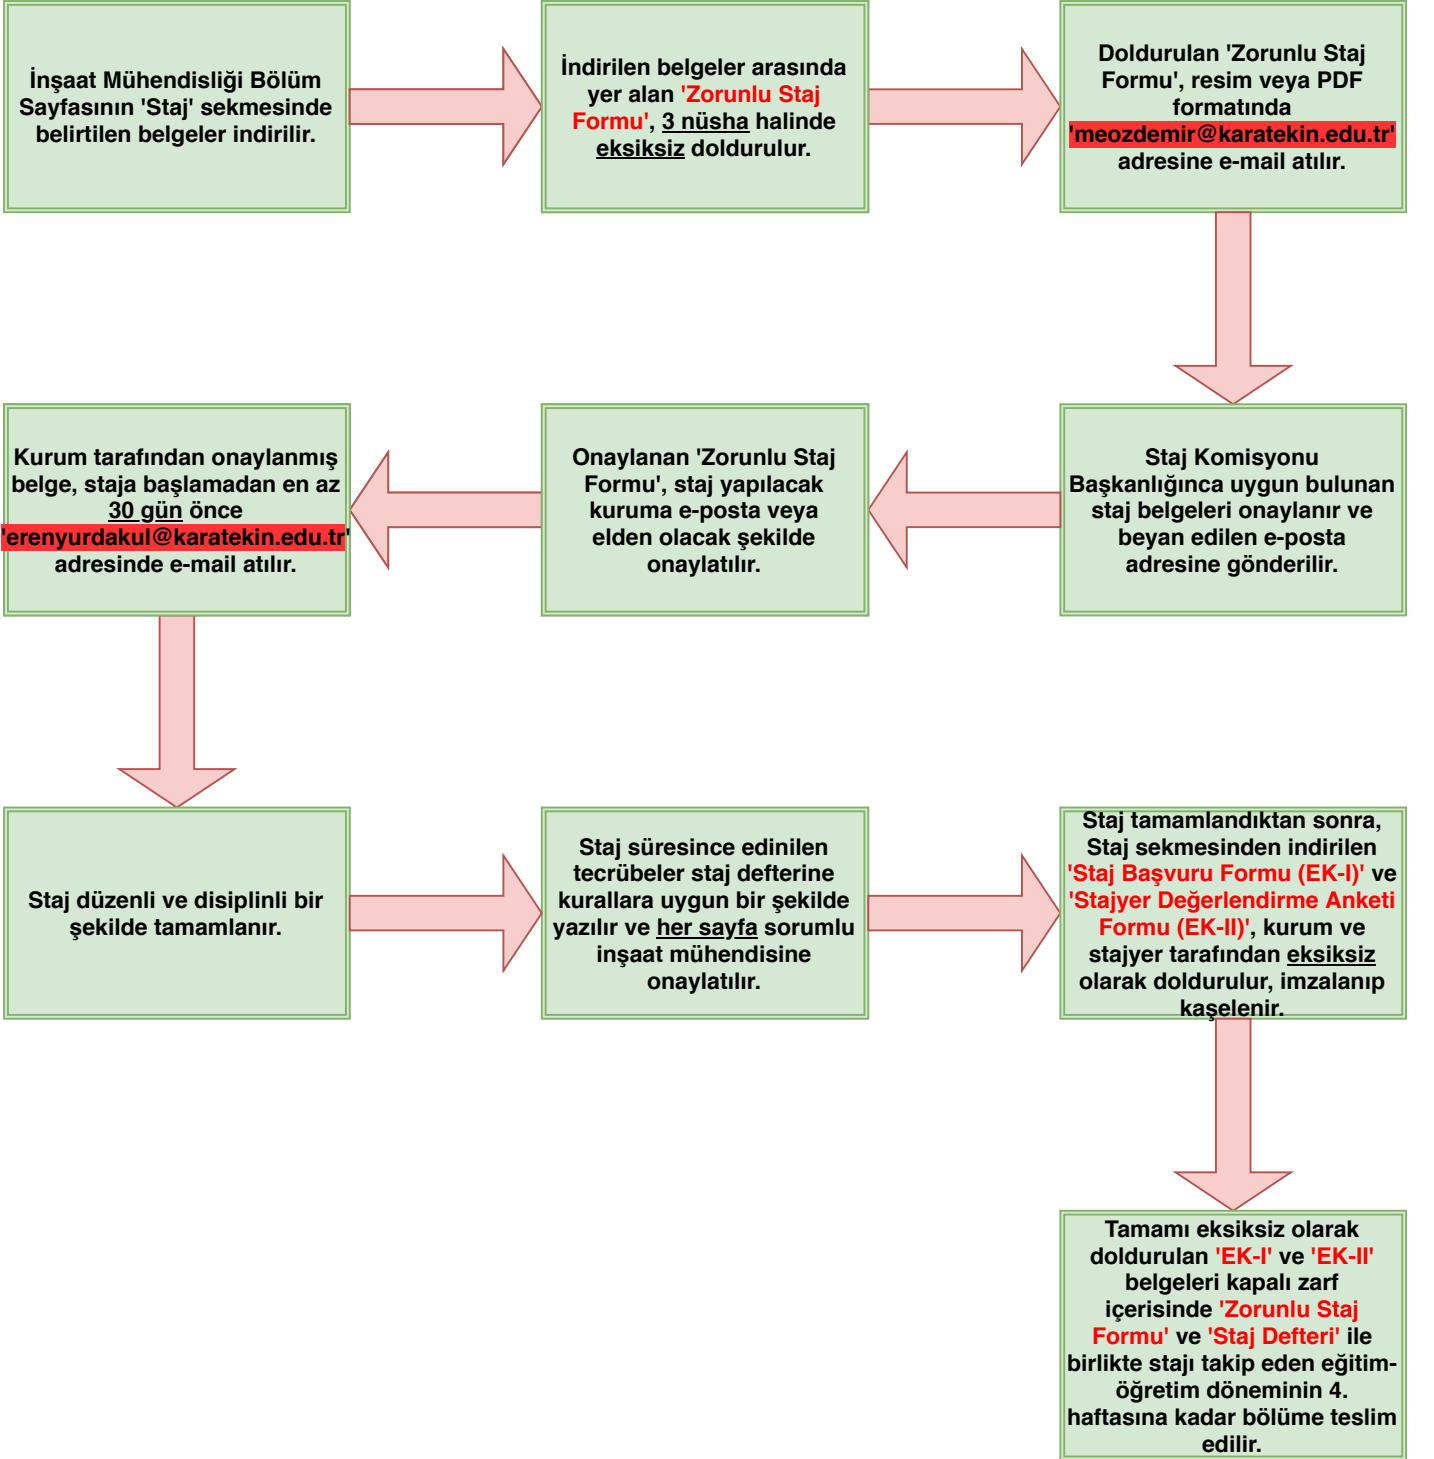 İnşaat Mühendisliği Bölüm
Sayfasının 'Staj' sekmesinde
belirtilen belgeler indirilir.
İndirilen belgeler arasında
yer alan 'Zorunlu Staj
Formu', 3 nüsha halinde
eksiksiz doldurulur.
Doldurulan 'Zorunlu Staj
Formu', resim veya PDF
formatında
'meozdemir@karatekin.edu.tr'
adresine e-mail atılır.
Staj Komisyonu
Başkanlığınca uygun bulunan
staj belgeleri onaylanır ve
beyan edilen e-posta
adresine gönderilir.
Onaylanan 'Zorunlu Staj
Formu', staj yapılacak
kuruma e-posta veya
elden olacak şekilde
onaylatılır.
Kurum tarafından onaylanmış
belge, staja başlamadan en az
30 gün önce
'erenyurdakul@karatekin.edu.tr'
adresinde e-mail atılır.
Staj düzenli ve disiplinli bir
şekilde tamamlanır.
Staj süresince edinilen
tecrübeler staj defterine
kurallara uygun bir şekilde
yazılır ve her sayfa sorumlu
inşaat mühendisine
onaylatılır.
Staj tamamlandıktan sonra,
Staj sekmesinden indirilen
'Staj Başvuru Formu (EK-I)' ve
'Stajyer Değerlendirme Anketi
Formu (EK-II)', kurum ve
stajyer tarafından eksiksiz
olarak doldurulur, imzalanıp
kaşelenir.
Tamamı eksiksiz olarak
doldurulan 'EK-I' ve 'EK-II'
belgeleri kapalı zarf
içerisinde 'Zorunlu Staj
Formu' ve 'Staj Defteri' ile
birlikte stajı takip eden eğitim-
öğretim döneminin 4.
haftasına kadar bölüme teslim
edilir.